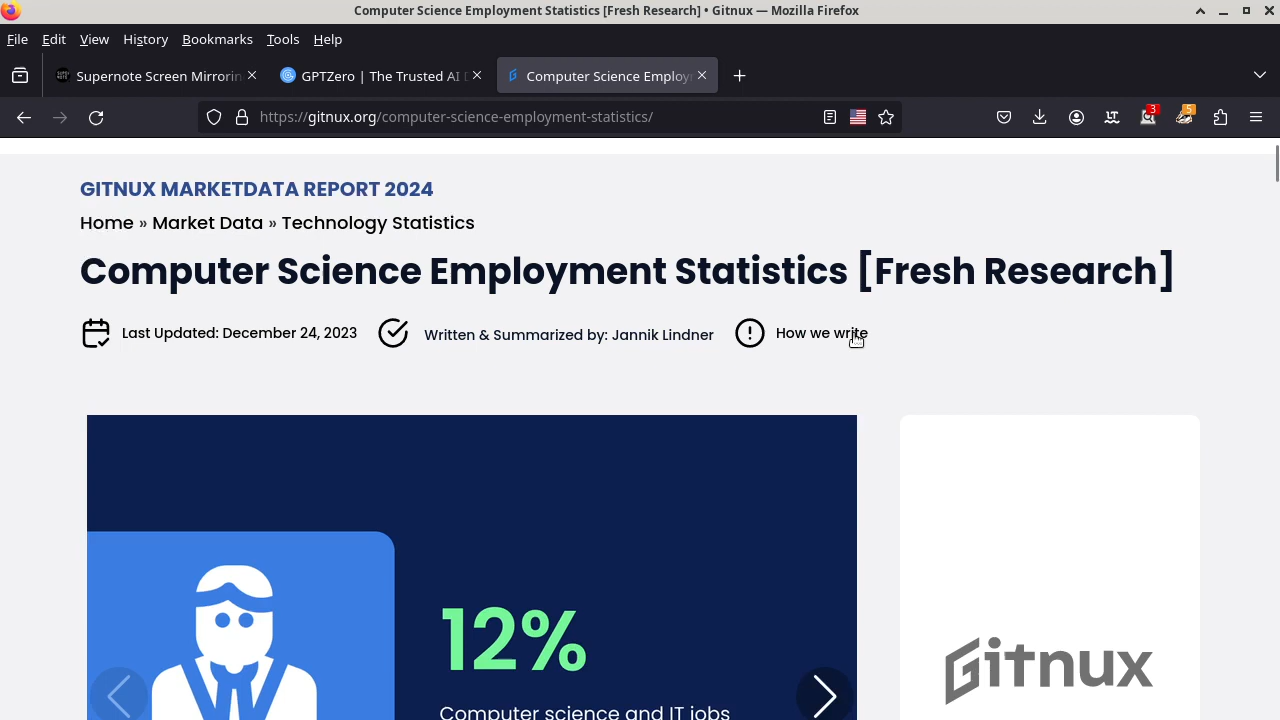 Computer Science Employment Statistics [Fresh Research] • Gitnux — Mozilla Firefox
File Edit View History Bookmarks Tools Help
Supernote Screen Mirrorin
GPTZero | The Trusted AI
Computer Science Employ
https://gitnux.org/computer-science-employment-statistics/
3
5
GITNUX MARKETDATA REPORT 2024
Home » Market Data » Technology Statistics
Computer Science Employment Statistics [Fresh Research]
Last Updated: December 24, 2023
Written & Summarized by: Jannik Lindner
How we write
12%
Computer science and IT jobs
Gitnux